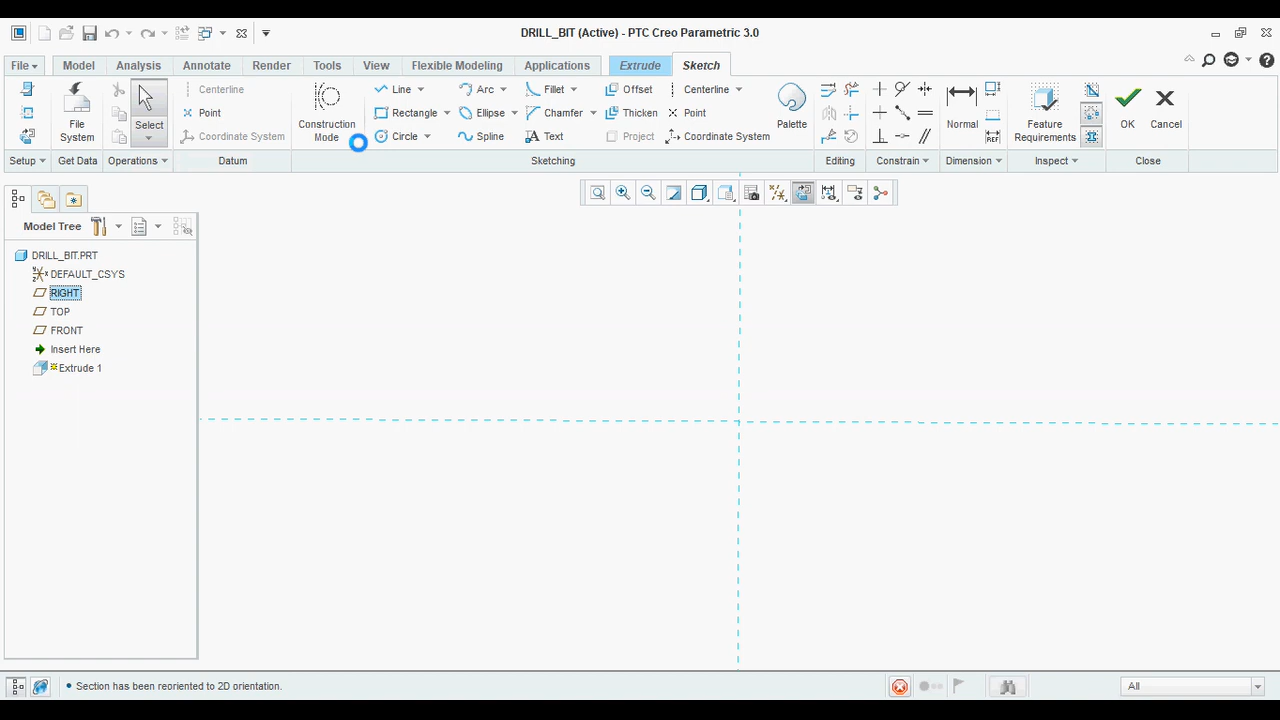 DRILL_BIT (Active) - PTC Creo Parametric 3.0
File Model Analysis Annotate Render Tools View Flexible Modeling Applications Extrude Sketch
Centerline Line Arc Fillet Offset Centerline
Point Rectangle Ellipse Chamfer Thicken Point
Coordinate System Circle Spline Text Project Coordinate System
File System
Select
Construction Mode
Palette
Normal
REF
Feature Requirements
OK
Cancel
Setup Get Data Operations Datum Sketching Editing Constrain Dimension Inspect Close
Model Tree
DRILL_BIT.PRT
DEFAULT_CSYS
RIGHT
TOP
FRONT
Insert Here
Extrude 1
• Section has been reoriented to 2D orientation.
All